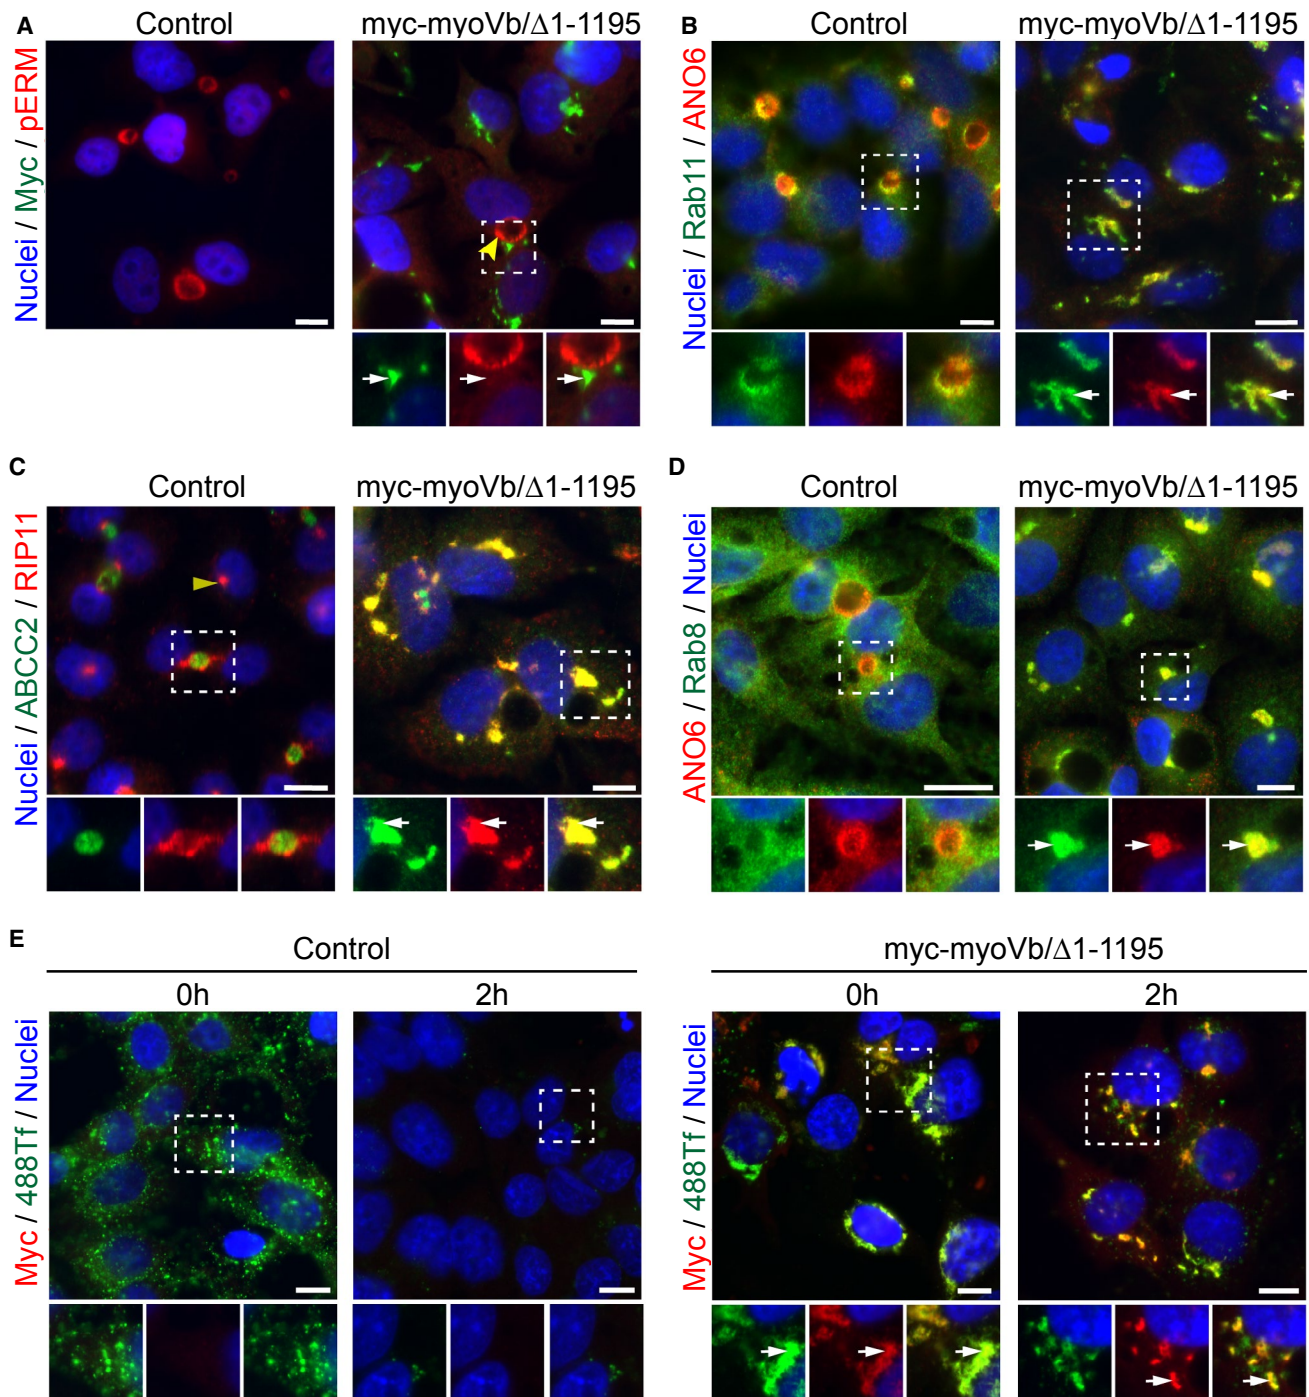 A
Control
myc-myoVb/Δ1-1195
Nuclei / Myc / pERM
B
Control
myc-myoVb/Δ1-1195
Nuclei / Rab11 / ANO6
C
Control
myc-myoVb/Δ1-1195
Nuclei / ABCC2 / RIP11
D
Control
myc-myoVb/Δ1-1195
ANO6 / Rab8 / Nuclei
E
Control
0h
2h
Myc / 488Tf / Nuclei
myc-myoVb/Δ1-1195
0h
2h
Myc / 488Tf / Nuclei